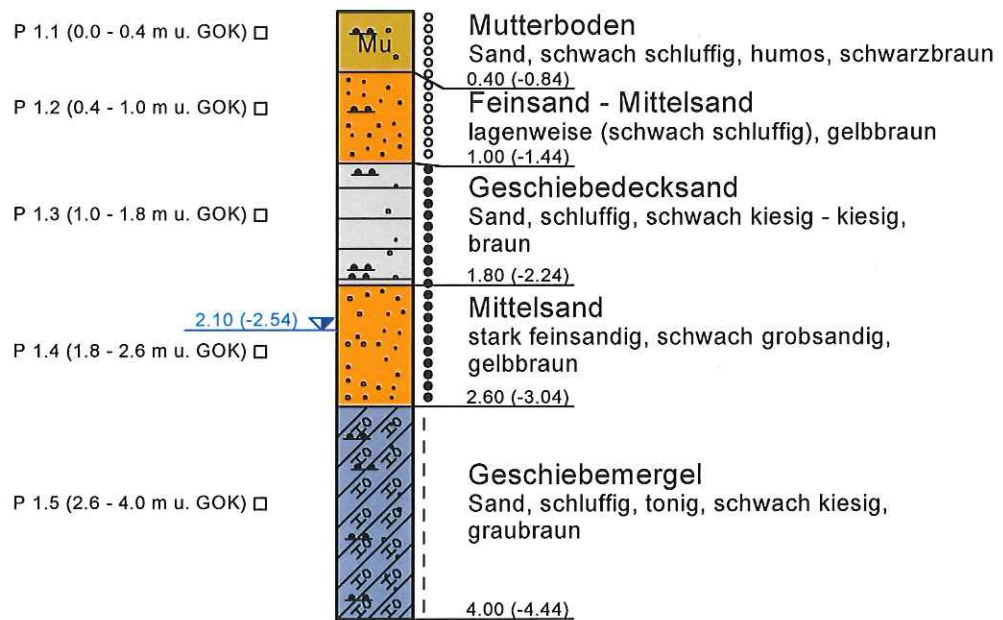 P 1.1 (0.0 - 0.4 m u. GOK)
Mu
Mutterboden
Sand, schwach schluffig, humos, schwarzbraun
0.40 (-0.84)
P 1.2 (0.4 - 1.0 m u. GOK)
Feinsand - Mittelsand
lagenweise (schwach schluffig), gelbbraun
1.00 (-1.44)
P 1.3 (1.0 - 1.8 m u. GOK)
Geschiebedecksand
Sand, schluffig, schwach kiesig - kiesig,
braun
1.80 (-2.24)
2.10 (-2.54)
P 1.4 (1.8 - 2.6 m u. GOK)
Mittelsand
stark feinsandig, schwach grobsandig,
gelbbraun
2.60 (-3.04)
P 1.5 (2.6 - 4.0 m u. GOK)
Geschiebemergel
Sand, schluffig, tonig, schwach kiesig,
graubraun
4.00 (-4.44)